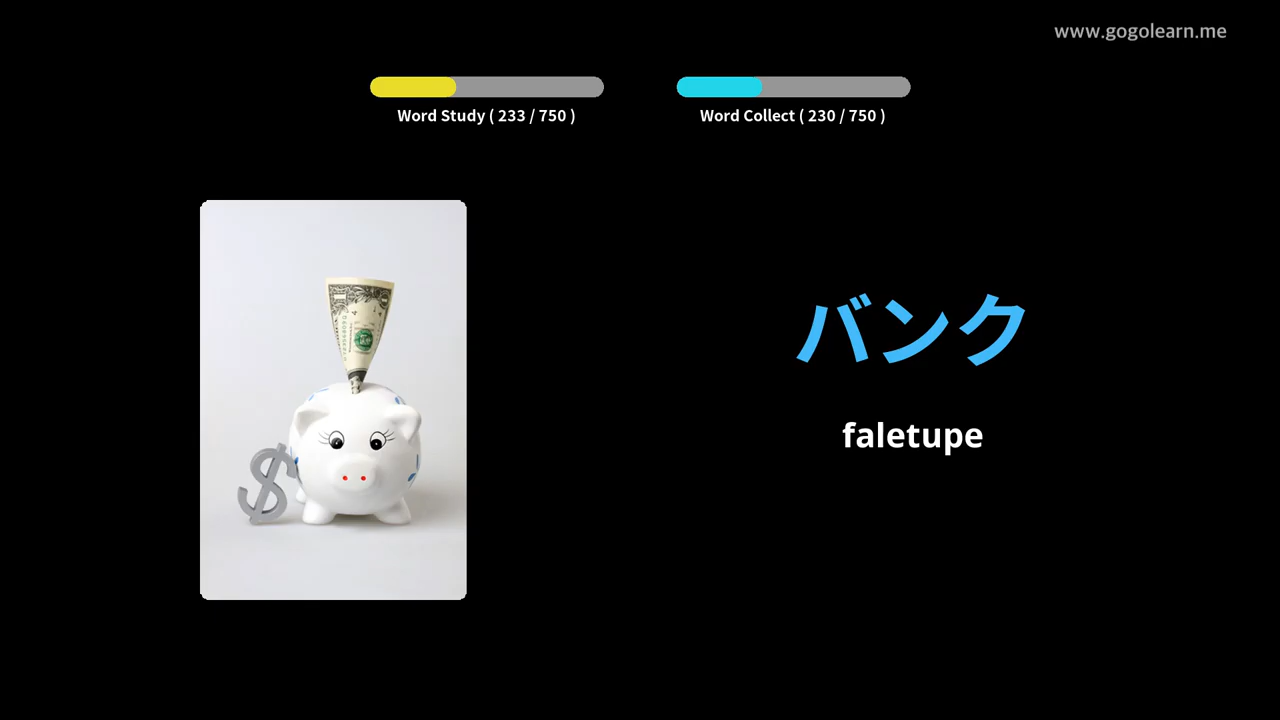 www.gogolearn.me
Word Study ( 233 / 750 )
Word Collect ( 230 / 750 )
バンク
faletupe
$